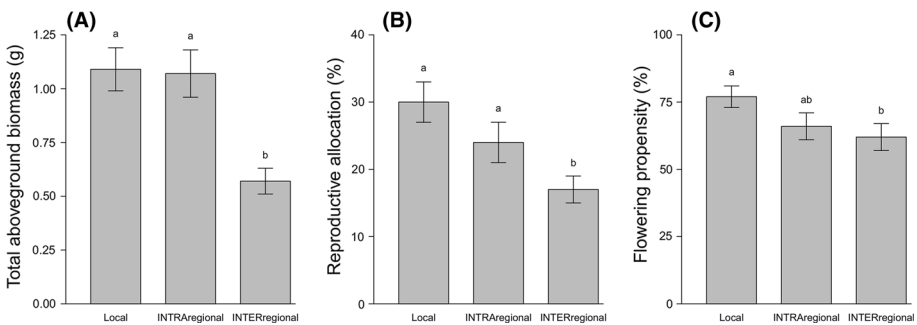 (A)
Total aboveground biomass (g)
1.25
1.00
0.75
0.50
0.25
0.00
a
a
b
Local
INTRAregional
INTERregional
(B)
Reproductive allocation (%)
40
30
20
10
0
a
a
b
Local
INTRAregional
INTERregional
(C)
Flowering propensity (%)
100
75
50
25
0
a
ab
b
Local
INTRAregional
INTERregional